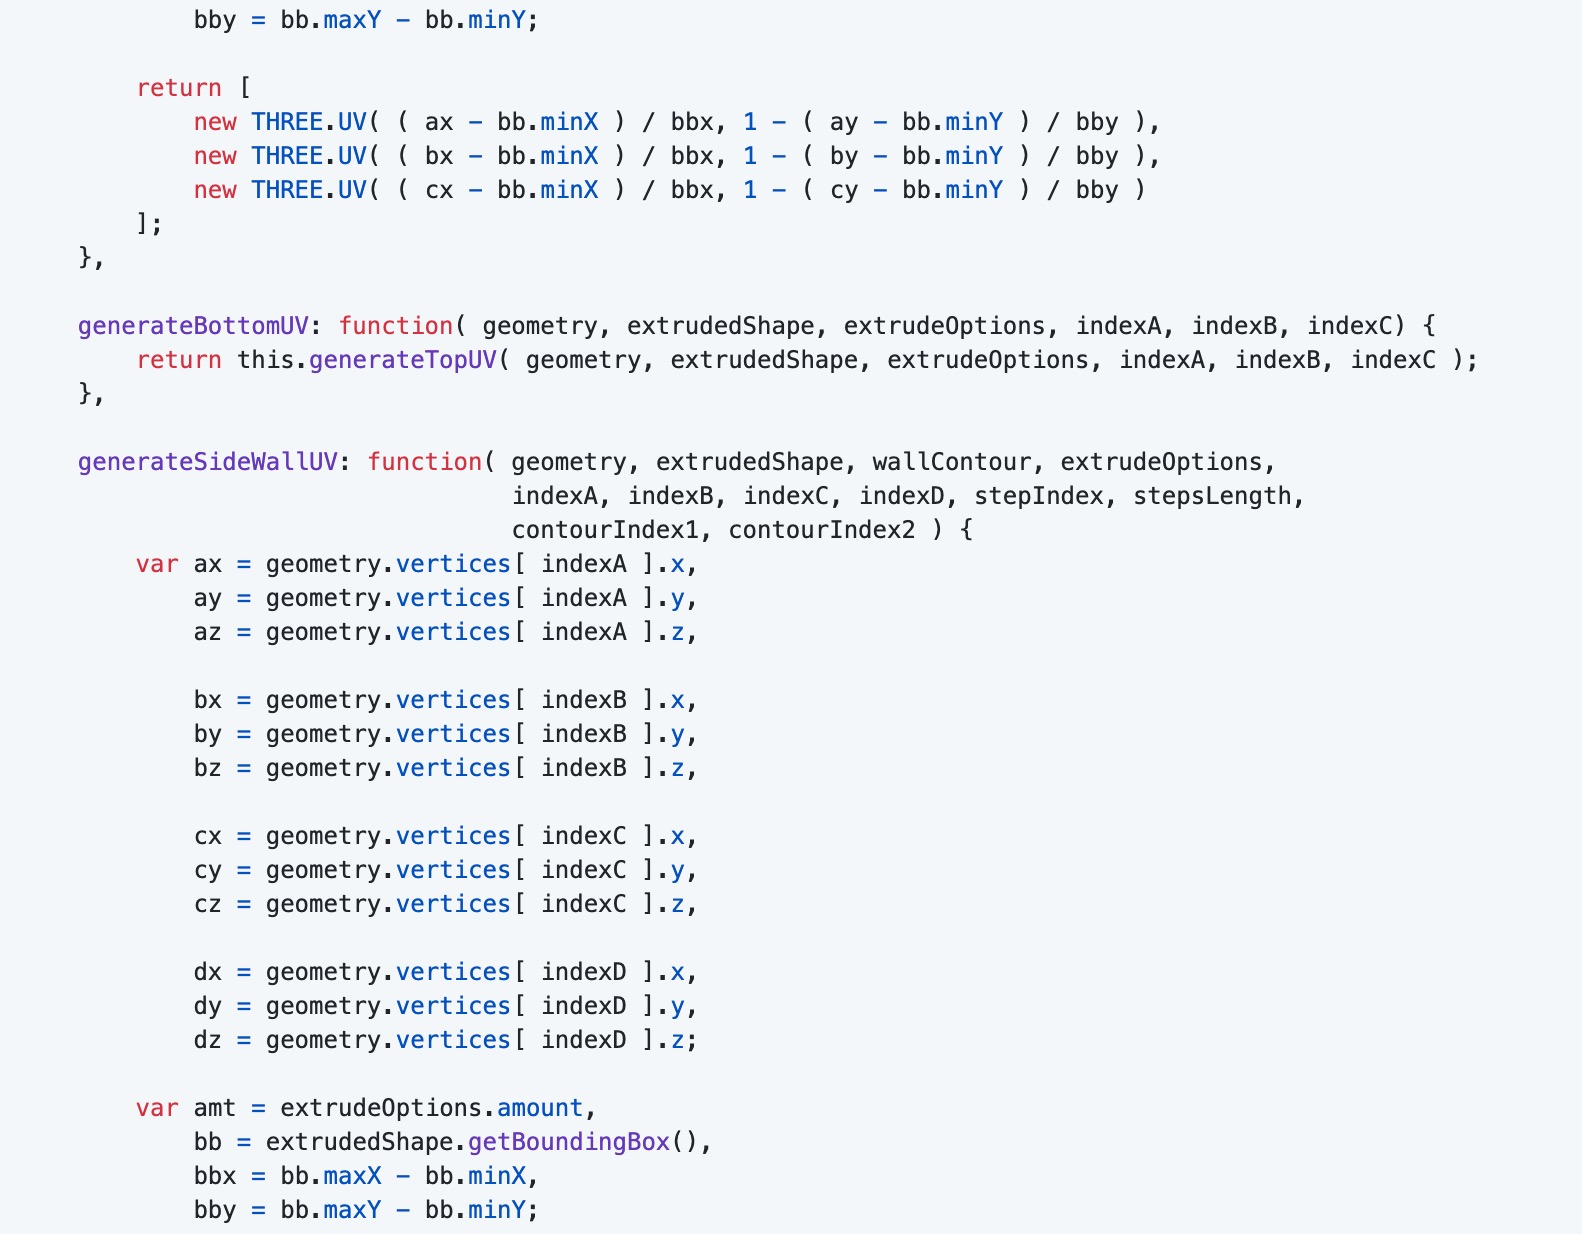 bby = bb.maxY - bb.minY;
return [
new THREE.UV( ( ax - bb.minX ) / bbx, 1 - ( ay - bb.minY ) / bby ),
new THREE.UV( ( bx - bb.minX ) / bbx, 1 - ( by - bb.minY ) / bby ),
new THREE.UV( ( cx - bb.minX ) / bbx, 1 - ( cy - bb.minY ) / bby )
];
},
generateBottomUV: function( geometry, extrudedShape, extrudeOptions, indexA, indexB, indexC) {
return this.generateTopUV( geometry, extrudedShape, extrudeOptions, indexA, indexB, indexC );
},
generateSideWallUV: function( geometry, extrudedShape, wallContour, extrudeOptions,
indexA, indexB, indexC, indexD, stepIndex, stepsLength,
contourIndex1, contourIndex2 ) {
var ax = geometry.vertices[ indexA ].x,
ay = geometry.vertices[ indexA ].y,
az = geometry.vertices[ indexA ].z,
bx = geometry.vertices[ indexB ].x,
by = geometry.vertices[ indexB ].y,
bz = geometry.vertices[ indexB ].z,
cx = geometry.vertices[ indexC ].x,
cy = geometry.vertices[ indexC ].y,
cz = geometry.vertices[ indexC ].z,
dx = geometry.vertices[ indexD ].x,
dy = geometry.vertices[ indexD ].y,
dz = geometry.vertices[ indexD ].z;
var amt = extrudeOptions.amount,
bb = extrudedShape.getBoundingBox(),
bbx = bb.maxX - bb.minX,
bby = bb.maxY - bb.minY;